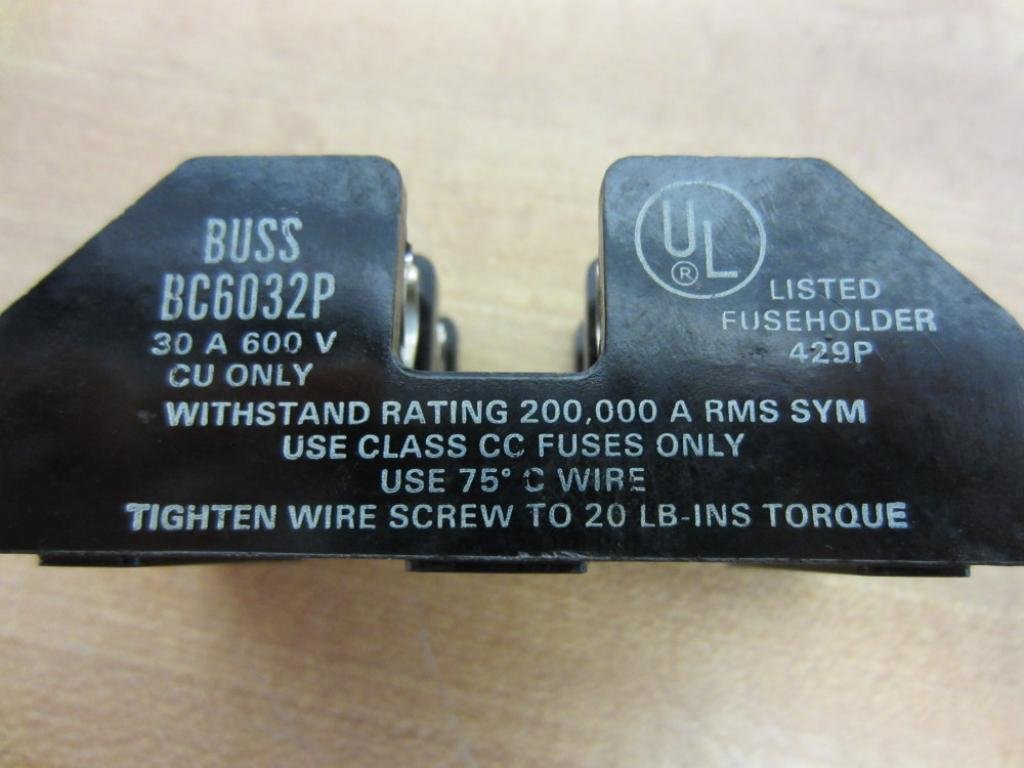 BUSS
BC6032P
30 A 600 V
CU ONLY
UL
®
LISTED
FUSEHOLDER
429P
WITHSTAND RATING 200,000 A RMS SYM
USE CLASS CC FUSES ONLY
USE 75° C WIRE
TIGHTEN WIRE SCREW TO 20 LB-INS TORQUE